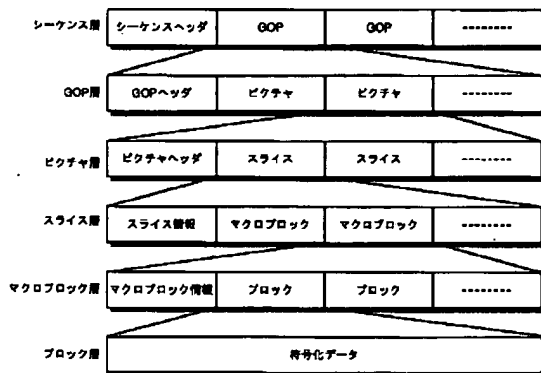 シーケンス層 シーケンスヘッダ GOP GOP --------
GOP層 GOPヘッダ ピクチャ ピクチャ --------
ピクチャ層 ピクチャヘッダ スライス スライス --------
スライス層 スライス情報 マクロブロック マクロブロック --------
マクロブロック層 マクロブロック情報 ブロック ブロック --------
ブロック層 符号化データ